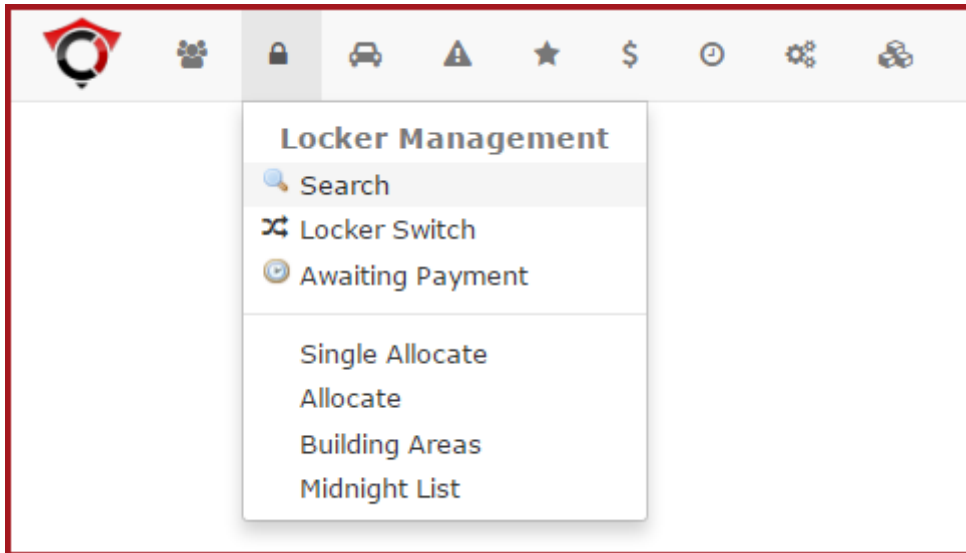 Locker Management
Search
Locker Switch
Awaiting Payment
Single Allocate
Allocate
Building Areas
Midnight List